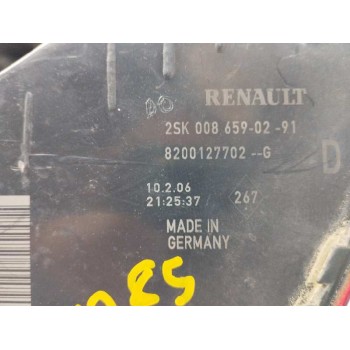 RENAULT
2SK 008 659-02 -91
8200127702 --G
D
10.2.06
21:25:37 267
MADE IN
GERMANY